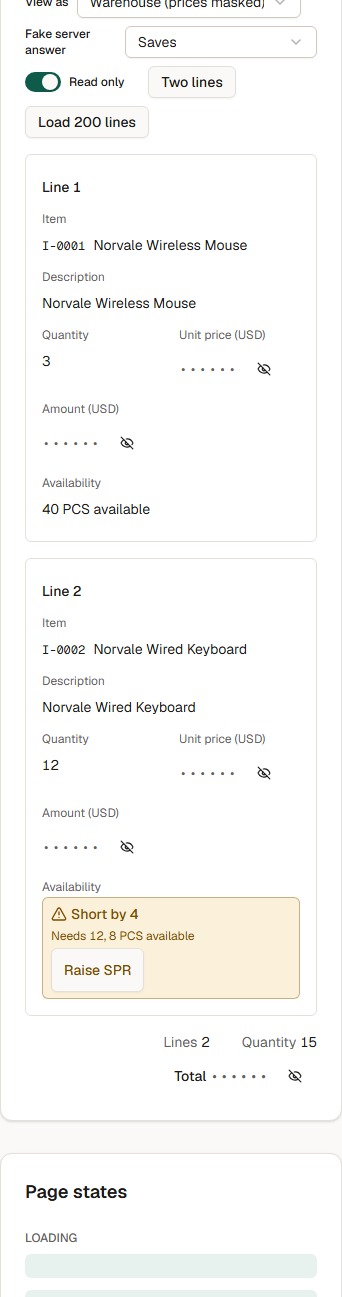 View as Warehouse (prices masked)
Fake server answer Saves
Read only Two lines
Load 200 lines
Line 1
Item
I-0001 Norvale Wireless Mouse
Description
Norvale Wireless Mouse
Quantity Unit price (USD)
3 ••••••
Amount (USD)
••••••
Availability
40 PCS available
Line 2
Item
I-0002 Norvale Wired Keyboard
Description
Norvale Wired Keyboard
Quantity Unit price (USD)
12 ••••••
Amount (USD)
••••••
Availability
Short by 4
Needs 12, 8 PCS available
Raise SPR
Lines 2 Quantity 15
Total ••••••
Page states
LOADING